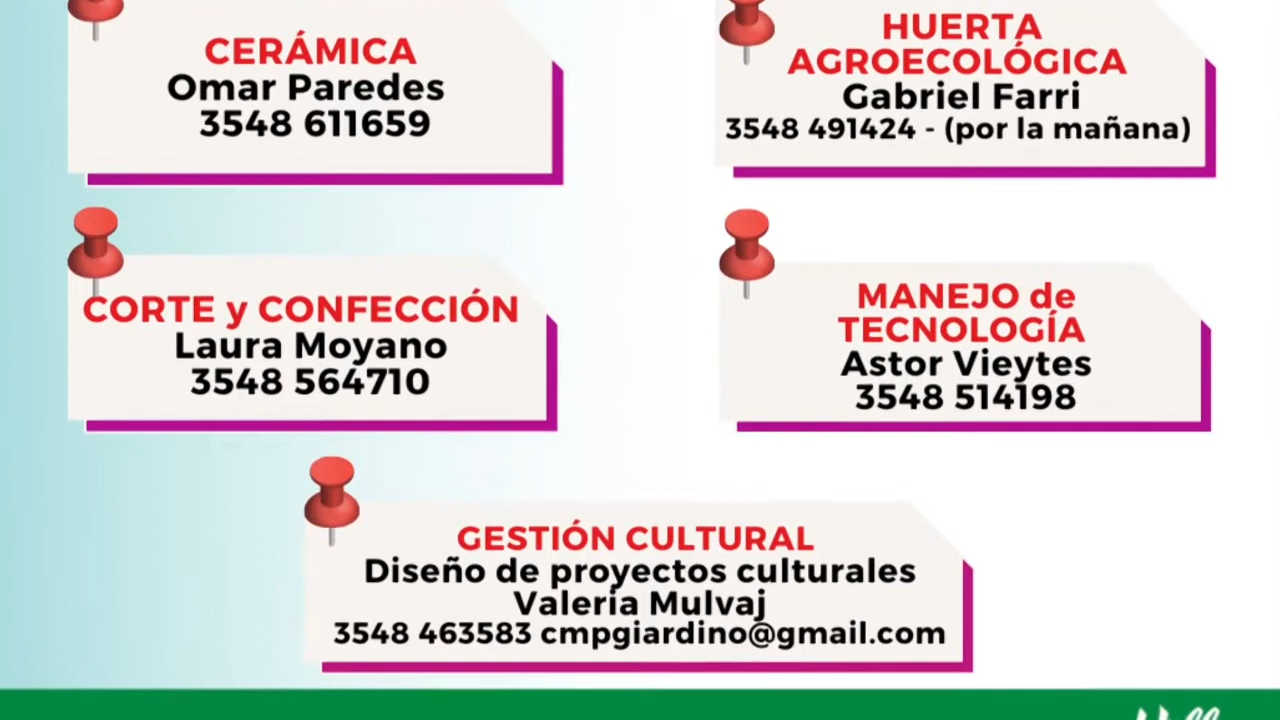 CERÁMICA
Omar Paredes
3548 611659
HUERTA
AGROECOLÓGICA
Gabriel Farri
3548 491424 - (por la mañana)
CORTE y CONFECCIÓN
Laura Moyano
3548 564710
MANEJO de
TECNOLOGÍA
Astor Vieytes
3548 514198
GESTIÓN CULTURAL
Diseño de proyectos culturales
Valeria Mulvaj
3548 463583 cmpgiardino@gmail.com